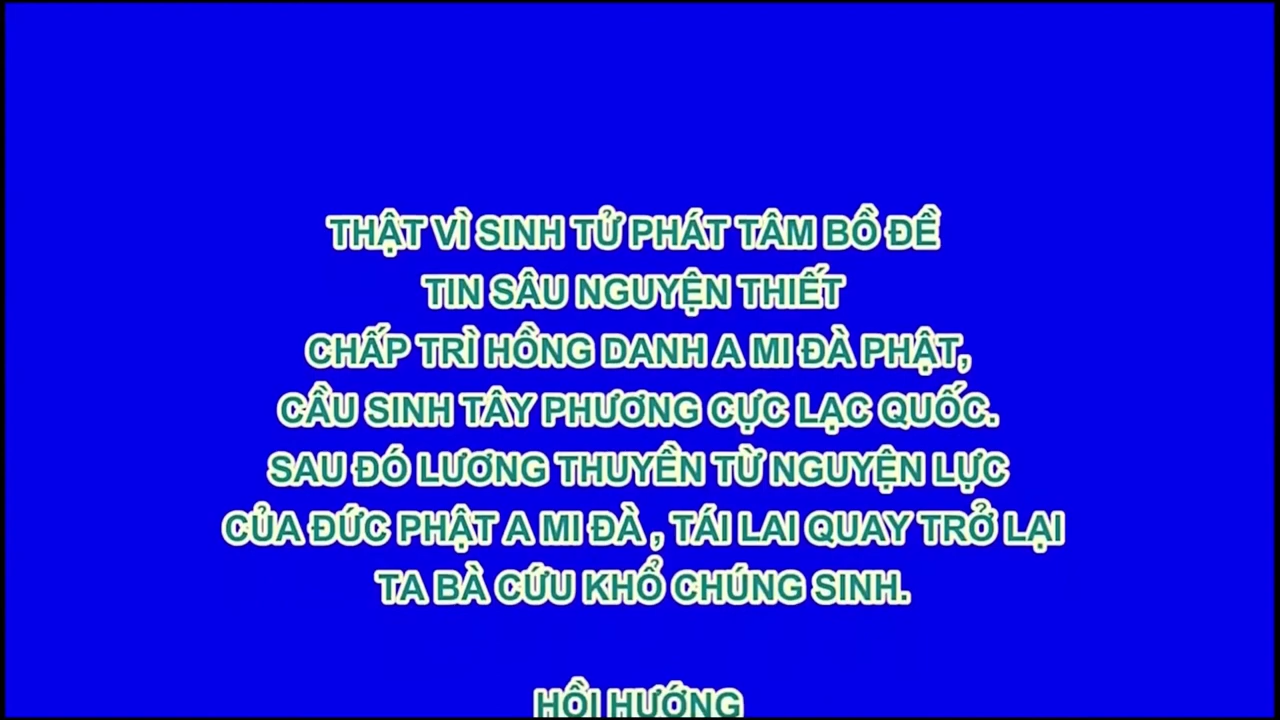 THẬT VÌ SINH TỬ PHÁT TÂM BỒ ĐỀ
TIN SÂU NGUYỆN THIẾT
CHẤP TRÌ HỒNG DANH A MI ĐÀ PHẬT,
CẦU SINH TÂY PHƯƠNG CỰC LẠC QUỐC.
SAU ĐÓ LƯƠNG THUYỀN TỪ NGUYỆN LỰC
CỦA ĐỨC PHẬT A MI ĐÀ , TÁI LAI QUAY TRỞ LẠI
TA BÀ CỨU KHỔ CHÚNG SINH.
HỒI HƯỚNG